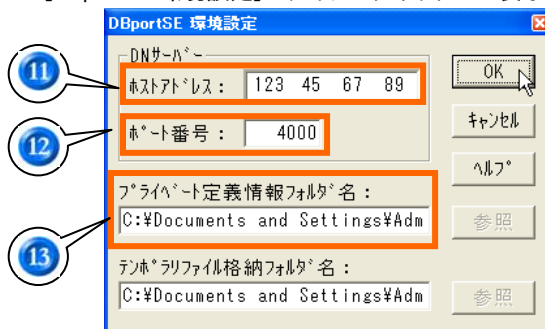 DBportSE 環境設定
DNｻｰﾊﾞｰ
⑪
ﾎｽﾄｱﾄﾞﾚｽ： 123 45 67 89
OK
⑫
ﾎﾟｰﾄ番号： 4000
ｷｬﾝｾﾙ
ﾍﾙﾌﾟ
ﾌﾟﾗｲﾍﾞｰﾄ定義情報ﾌｫﾙﾀﾞ名：
⑬
C:¥Documents and Settings¥Adm
参照
ﾃﾝﾎﾟﾗﾘﾌｧｲﾙ格納ﾌｫﾙﾀﾞ名：
C:¥Documents and Settings¥Adm
参照